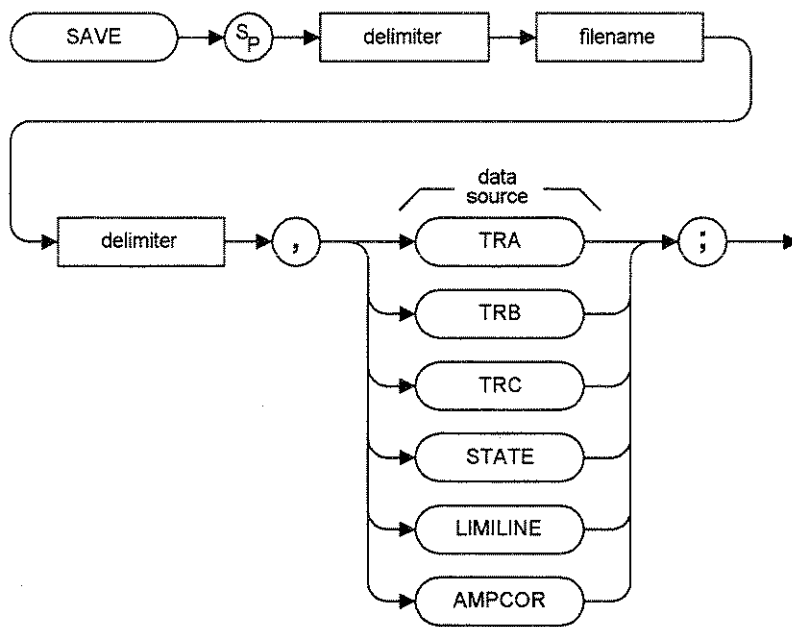 SAVE SP delimiter filename
data
source
delimiter , TRA ;
TRB
TRC
STATE
LIMILINE
AMPCOR